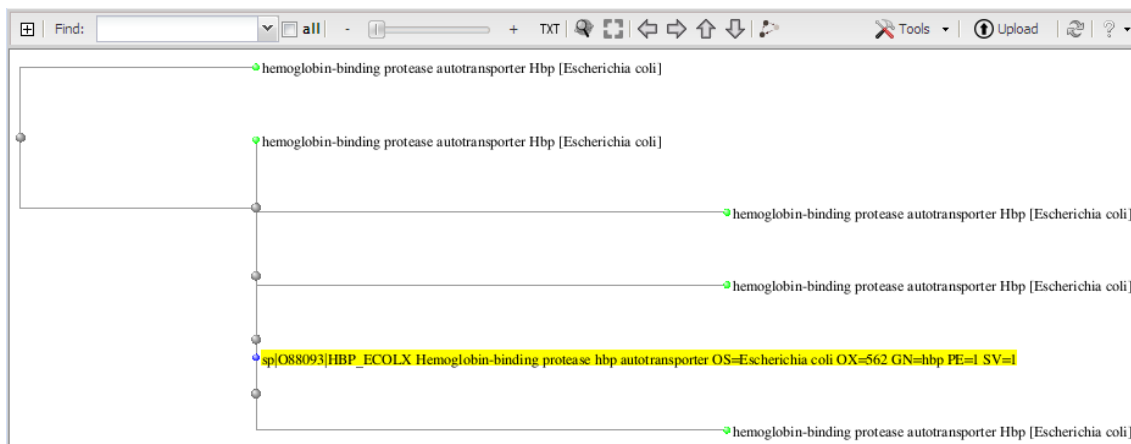 Find: all - + TXT Tools Upload ?
hemoglobin-binding protease autotransporter Hbp [Escherichia coli]
hemoglobin-binding protease autotransporter Hbp [Escherichia coli]
hemoglobin-binding protease autotransporter Hbp [Escherichia coli]
hemoglobin-binding protease autotransporter Hbp [Escherichia coli]
sp|O88093|HBP_ECOLX Hemoglobin-binding protease hbp autotransporter OS=Escherichia coli OX=562 GN=hbp PE=1 SV=1
hemoglobin-binding protease autotransporter Hbp [Escherichia coli]